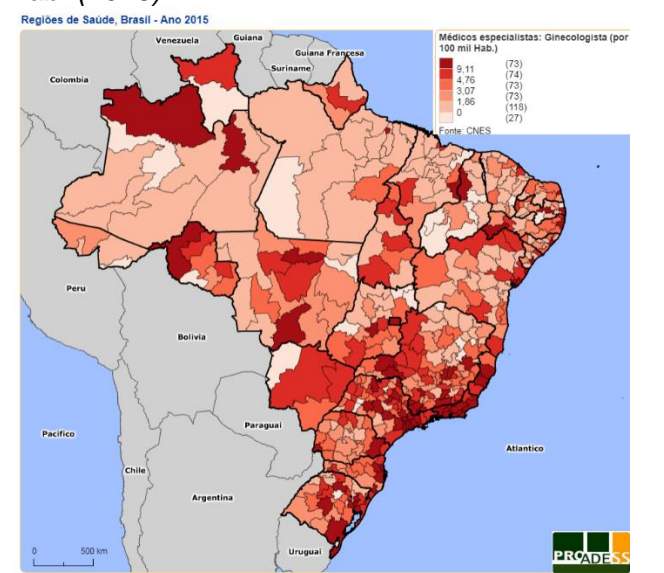 Regiões de Saúde, Brasil - Ano 2015
Médicos especialistas: Ginecologista (por
100 mil Hab.)
(73)
9,11 (74)
4,76 (73)
3,07 (73)
1,86 (118)
0 (27)
Fonte: CNES
Venezuela
Guiana
Guiana Francesa
Suriname
Colombia
Peru
Bolivia
Paraguai
Pacifico
Atlantico
Chile
Argentina
Uruguai
0 500 km
PROADESS